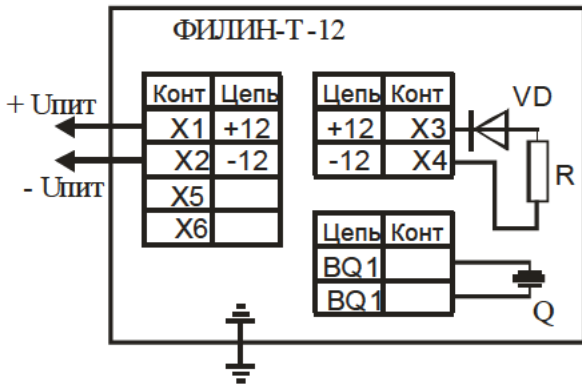 ФИЛИН-Т-12
+ Uпит
- Uпит
Конт Цепь
X1 +12
X2 -12
X5
X6
Цепь Конт
+12 X3
-12 X4
VD
R
Цепь Конт
BQ1
BQ1
Q